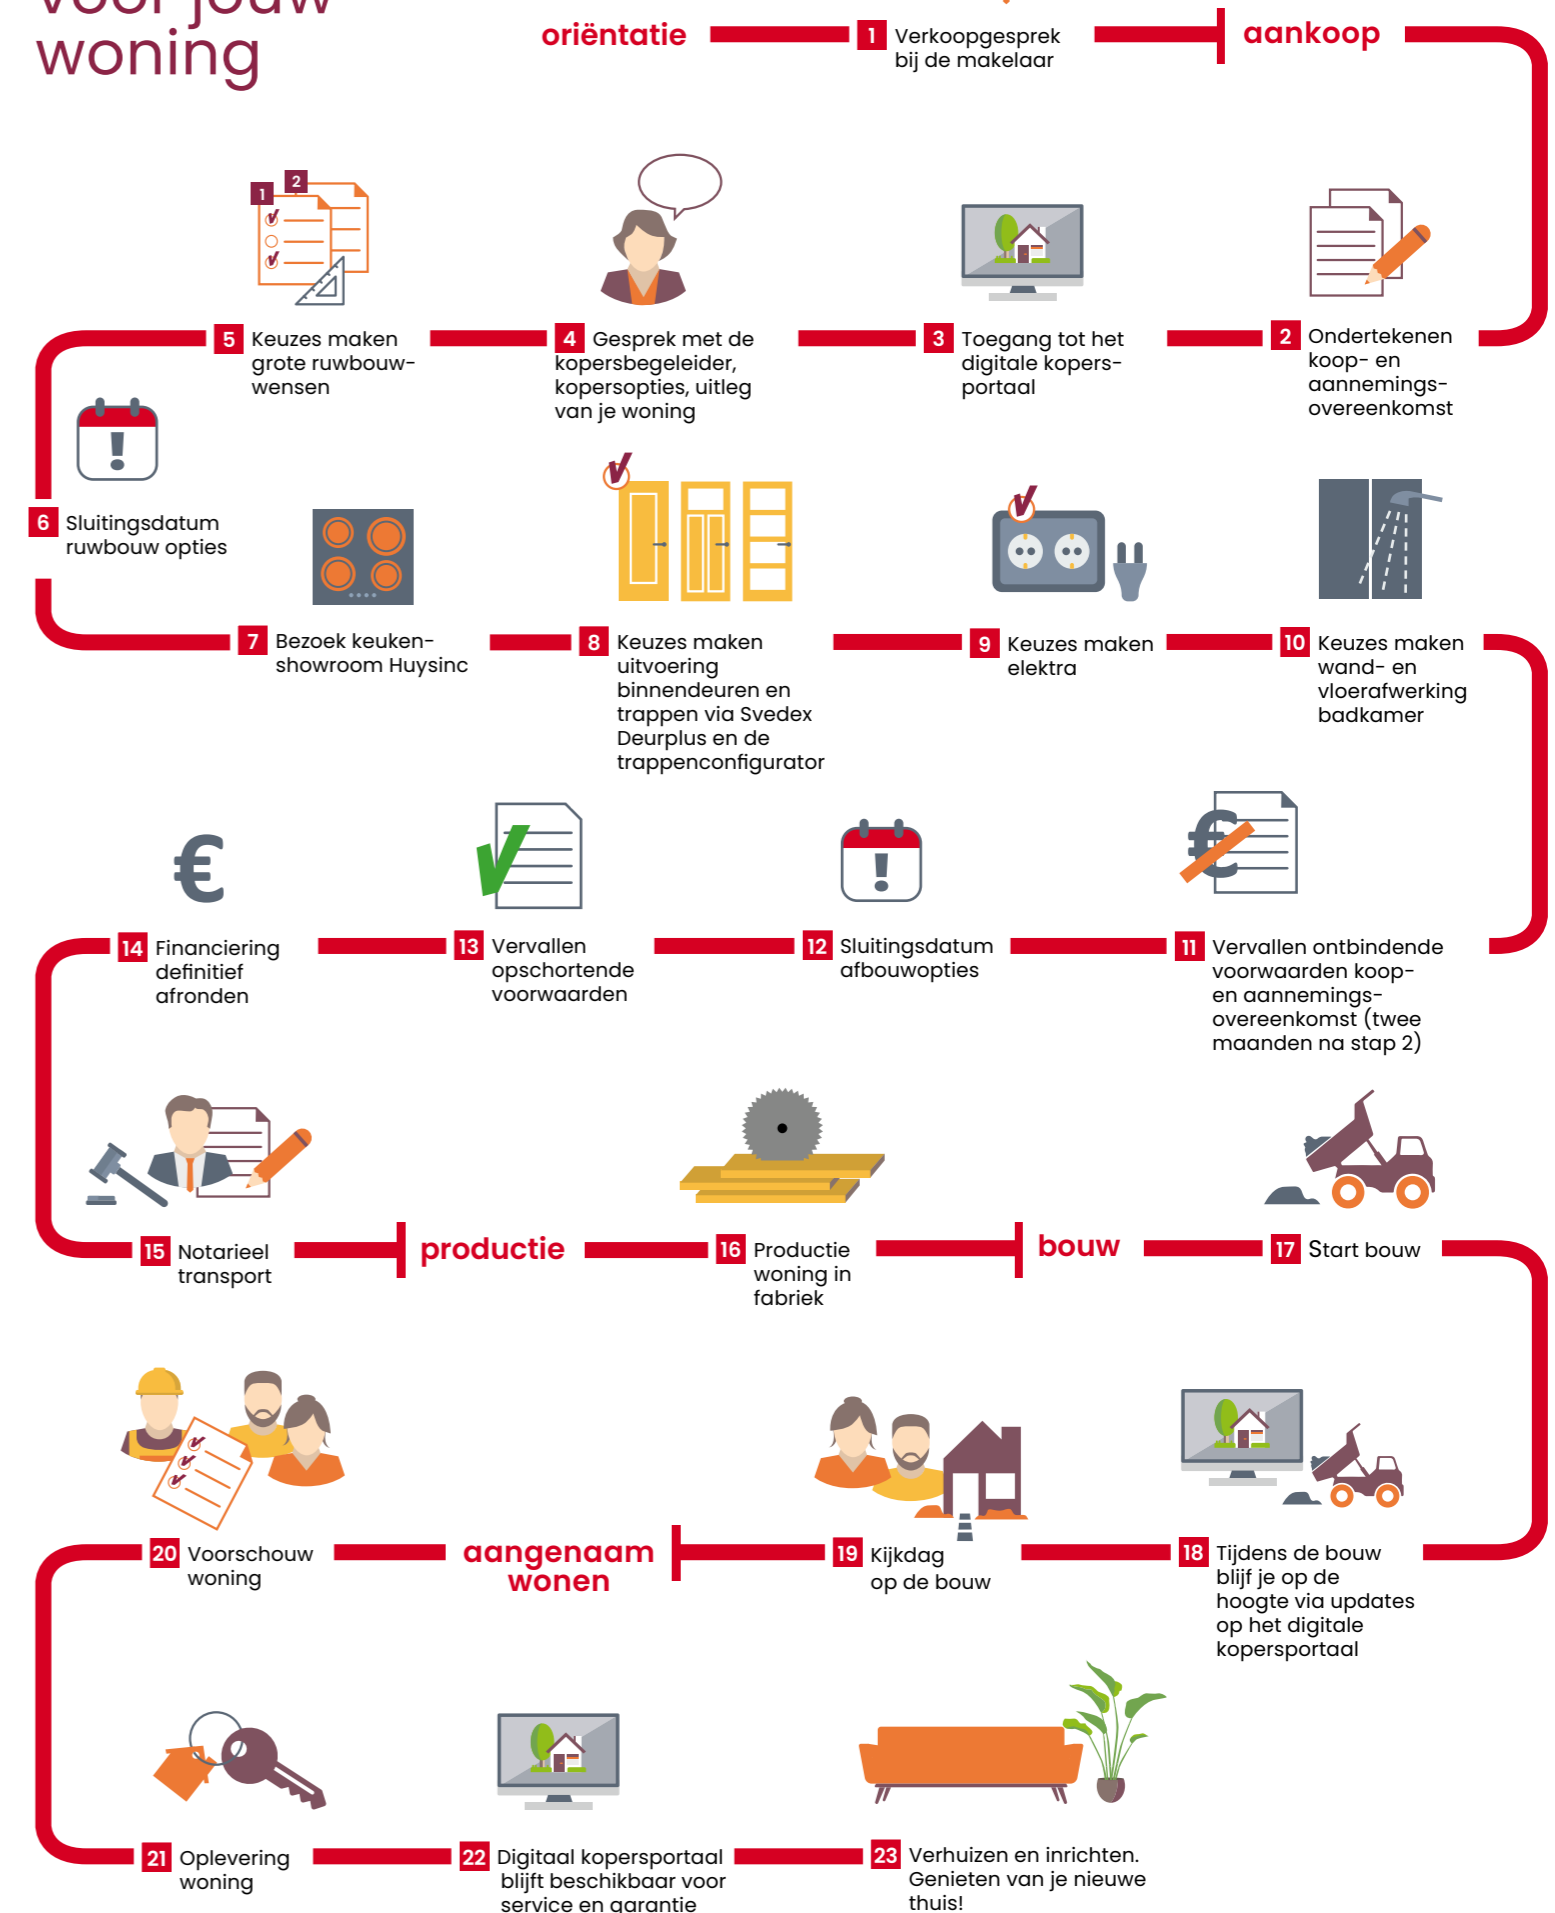 voor jouw
woning
oriëntatie
1 Verkoopgesprek
bij de makelaar
aankoop
2 Ondertekenen
koop- en
aannemings-
overeenkomst
3 Toegang tot het
digitale kopers-
portaal
4 Gesprek met de
kopersbegeleider,
kopersopties, uitleg
van je woning
1 2
5 Keuzes maken
grote ruwbouw-
wensen
!
6 Sluitingsdatum
ruwbouw opties
7 Bezoek keuken-
showroom Huysinc
8 Keuzes maken
uitvoering
binnendeuren en
trappen via Svedex
Deurplus en de
trappenconfigurator
9 Keuzes maken
elektra
10 Keuzes maken
wand- en
vloerafwerking
badkamer
€
11 Vervallen ontbindende
voorwaarden koop-
en aannemings-
overeenkomst (twee
maanden na stap 2)
!
12 Sluitingsdatum
afbouwopties
13 Vervallen
opschortende
voorwaarden
€
14 Financiering
definitief
afronden
15 Notarieel
transport
productie
16 Productie
woning in
fabriek
bouw
17 Start bouw
18 Tijdens de bouw
blijf je op de
hoogte via updates
op het digitale
kopersportaal
19 Kijkdag
op de bouw
aangenaam
wonen
20 Voorschouw
woning
21 Oplevering
woning
22 Digitaal kopersportaal
blijft beschikbaar voor
service en garantie
23 Verhuizen en inrichten.
Genieten van je nieuwe
thuis!